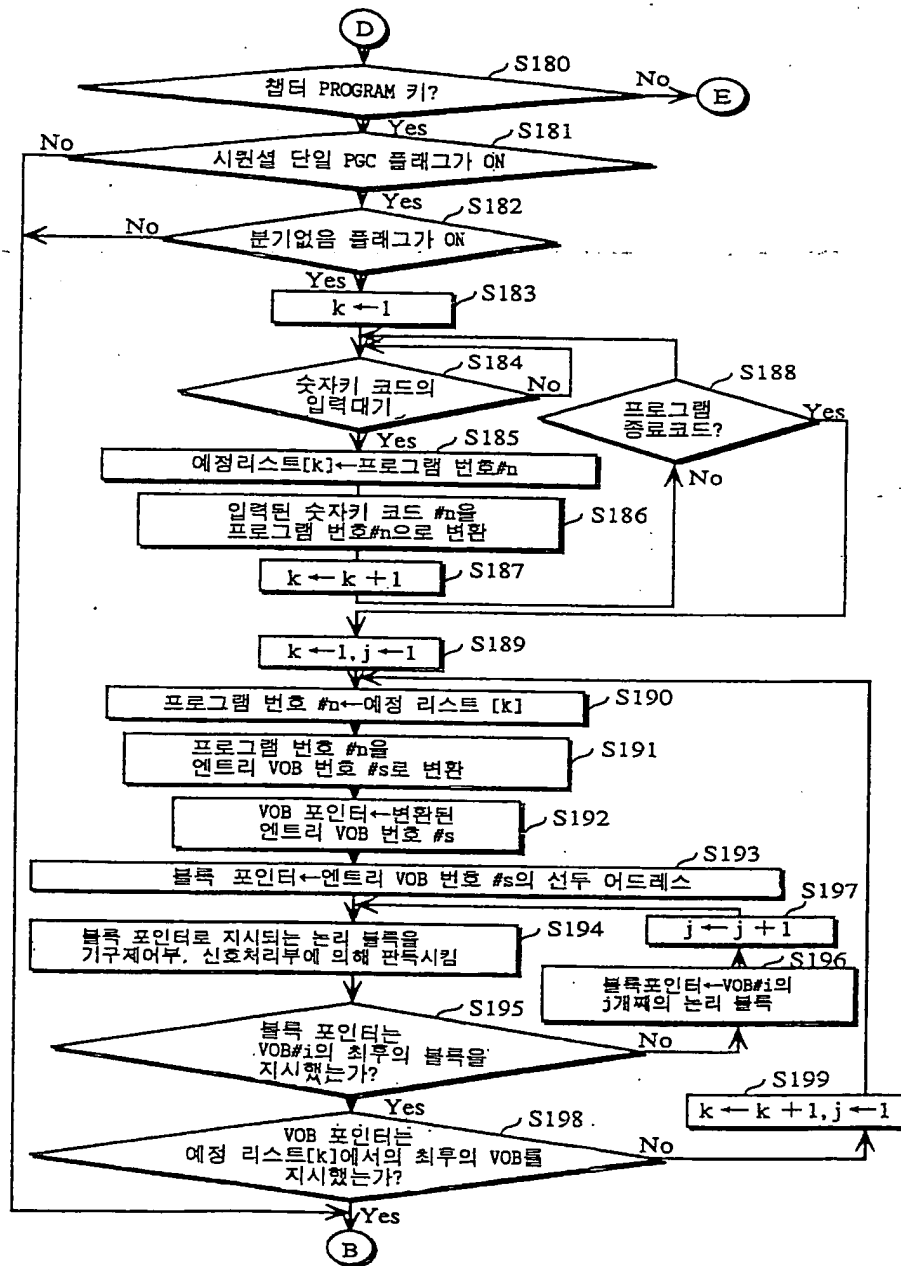 D
S180
챕터 PROGRAM 키?
No
E
Yes
S181
No
시퀀셜 단일 PGC 플래그가 ON
Yes
S182
No
분기없음 플래그가 ON
Yes
S183
k←1
S184
숫자키 코드의
입력대기
No
S188
프로그램
종료코드?
Yes
No
Yes
S185
예정리스트[k]←프로그램 번호#n
입력된 숫자키 코드 #n을
프로그램 번호#n으로 변환
S186
k←k+1
S187
k←1, j←1
S189
프로그램 번호 #n←예정 리스트 [k]
S190
프로그램 번호 #n을
엔트리 VOB 번호 #s로 변환
S191
VOB 포인터←변환된
엔트리 VOB 번호 #s
S192
S193
블록 포인터←엔트리 VOB 번호 #s의 선두 어드레스
S197
j←j+1
블록 포인터로 지시되는 논리 블록을
기구제어부, 신호처리부에 의해 판독시킴
S194
S196
블록포인터←VOB#i의
j개째의 논리 블록
S195
블록 포인터는
VOB#i의 최후의 블록을
지시했는가?
No
S199
k←k+1, j←1
Yes
S198
VOB 포인터는
예정 리스트[k]에서의 최후의 VOB를
지시했는가?
No
Yes
B